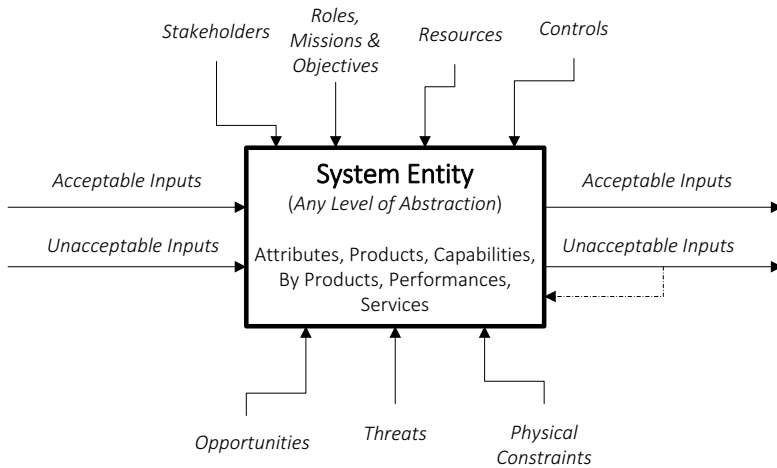 Stakeholders
Roles,
Missions &
Objectives
Resources
Controls
Acceptable Inputs
Unacceptable Inputs
System Entity
(Any Level of Abstraction)
Attributes, Products, Capabilities,
By Products, Performances,
Services
Acceptable Inputs
Unacceptable Inputs
Opportunities
Threats
Physical
Constraints